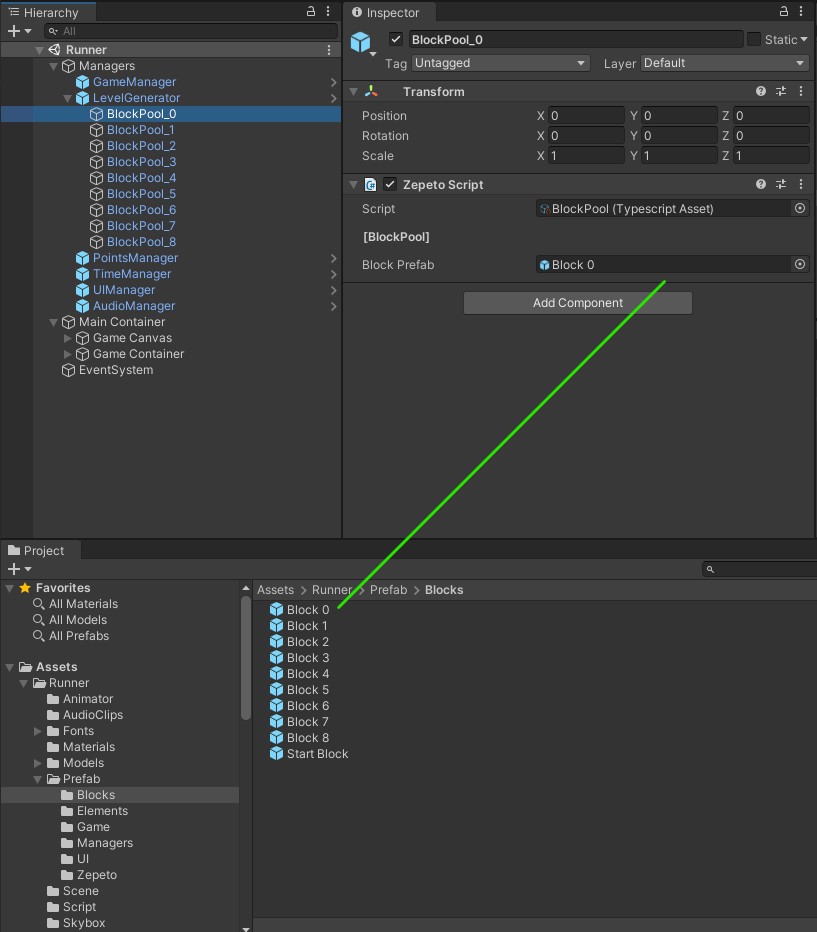 Hierarchy
All
Runner
Managers
GameManager
LevelGenerator
BlockPool_0
BlockPool_1
BlockPool_2
BlockPool_3
BlockPool_4
BlockPool_5
BlockPool_6
BlockPool_7
BlockPool_8
PointsManager
TimeManager
UIManager
AudioManager
Main Container
Game Canvas
Game Container
EventSystem
Inspector
BlockPool_0 Static
Tag Untagged Layer Default
Transform
Position X 0 Y 0 Z 0
Rotation X 0 Y 0 Z 0
Scale X 1 Y 1 Z 1
Zepeto Script
Script BlockPool (Typescript Asset)
[BlockPool]
Block Prefab Block 0
Add Component
Project
Favorites
All Materials
All Models
All Prefabs
Assets
Runner
Animator
AudioClips
Fonts
Materials
Models
Prefab
Blocks
Elements
Game
Managers
UI
Zepeto
Scene
Script
Skybox
Assets > Runner > Prefab > Blocks
Block 0
Block 1
Block 2
Block 3
Block 4
Block 5
Block 6
Block 7
Block 8
Start Block